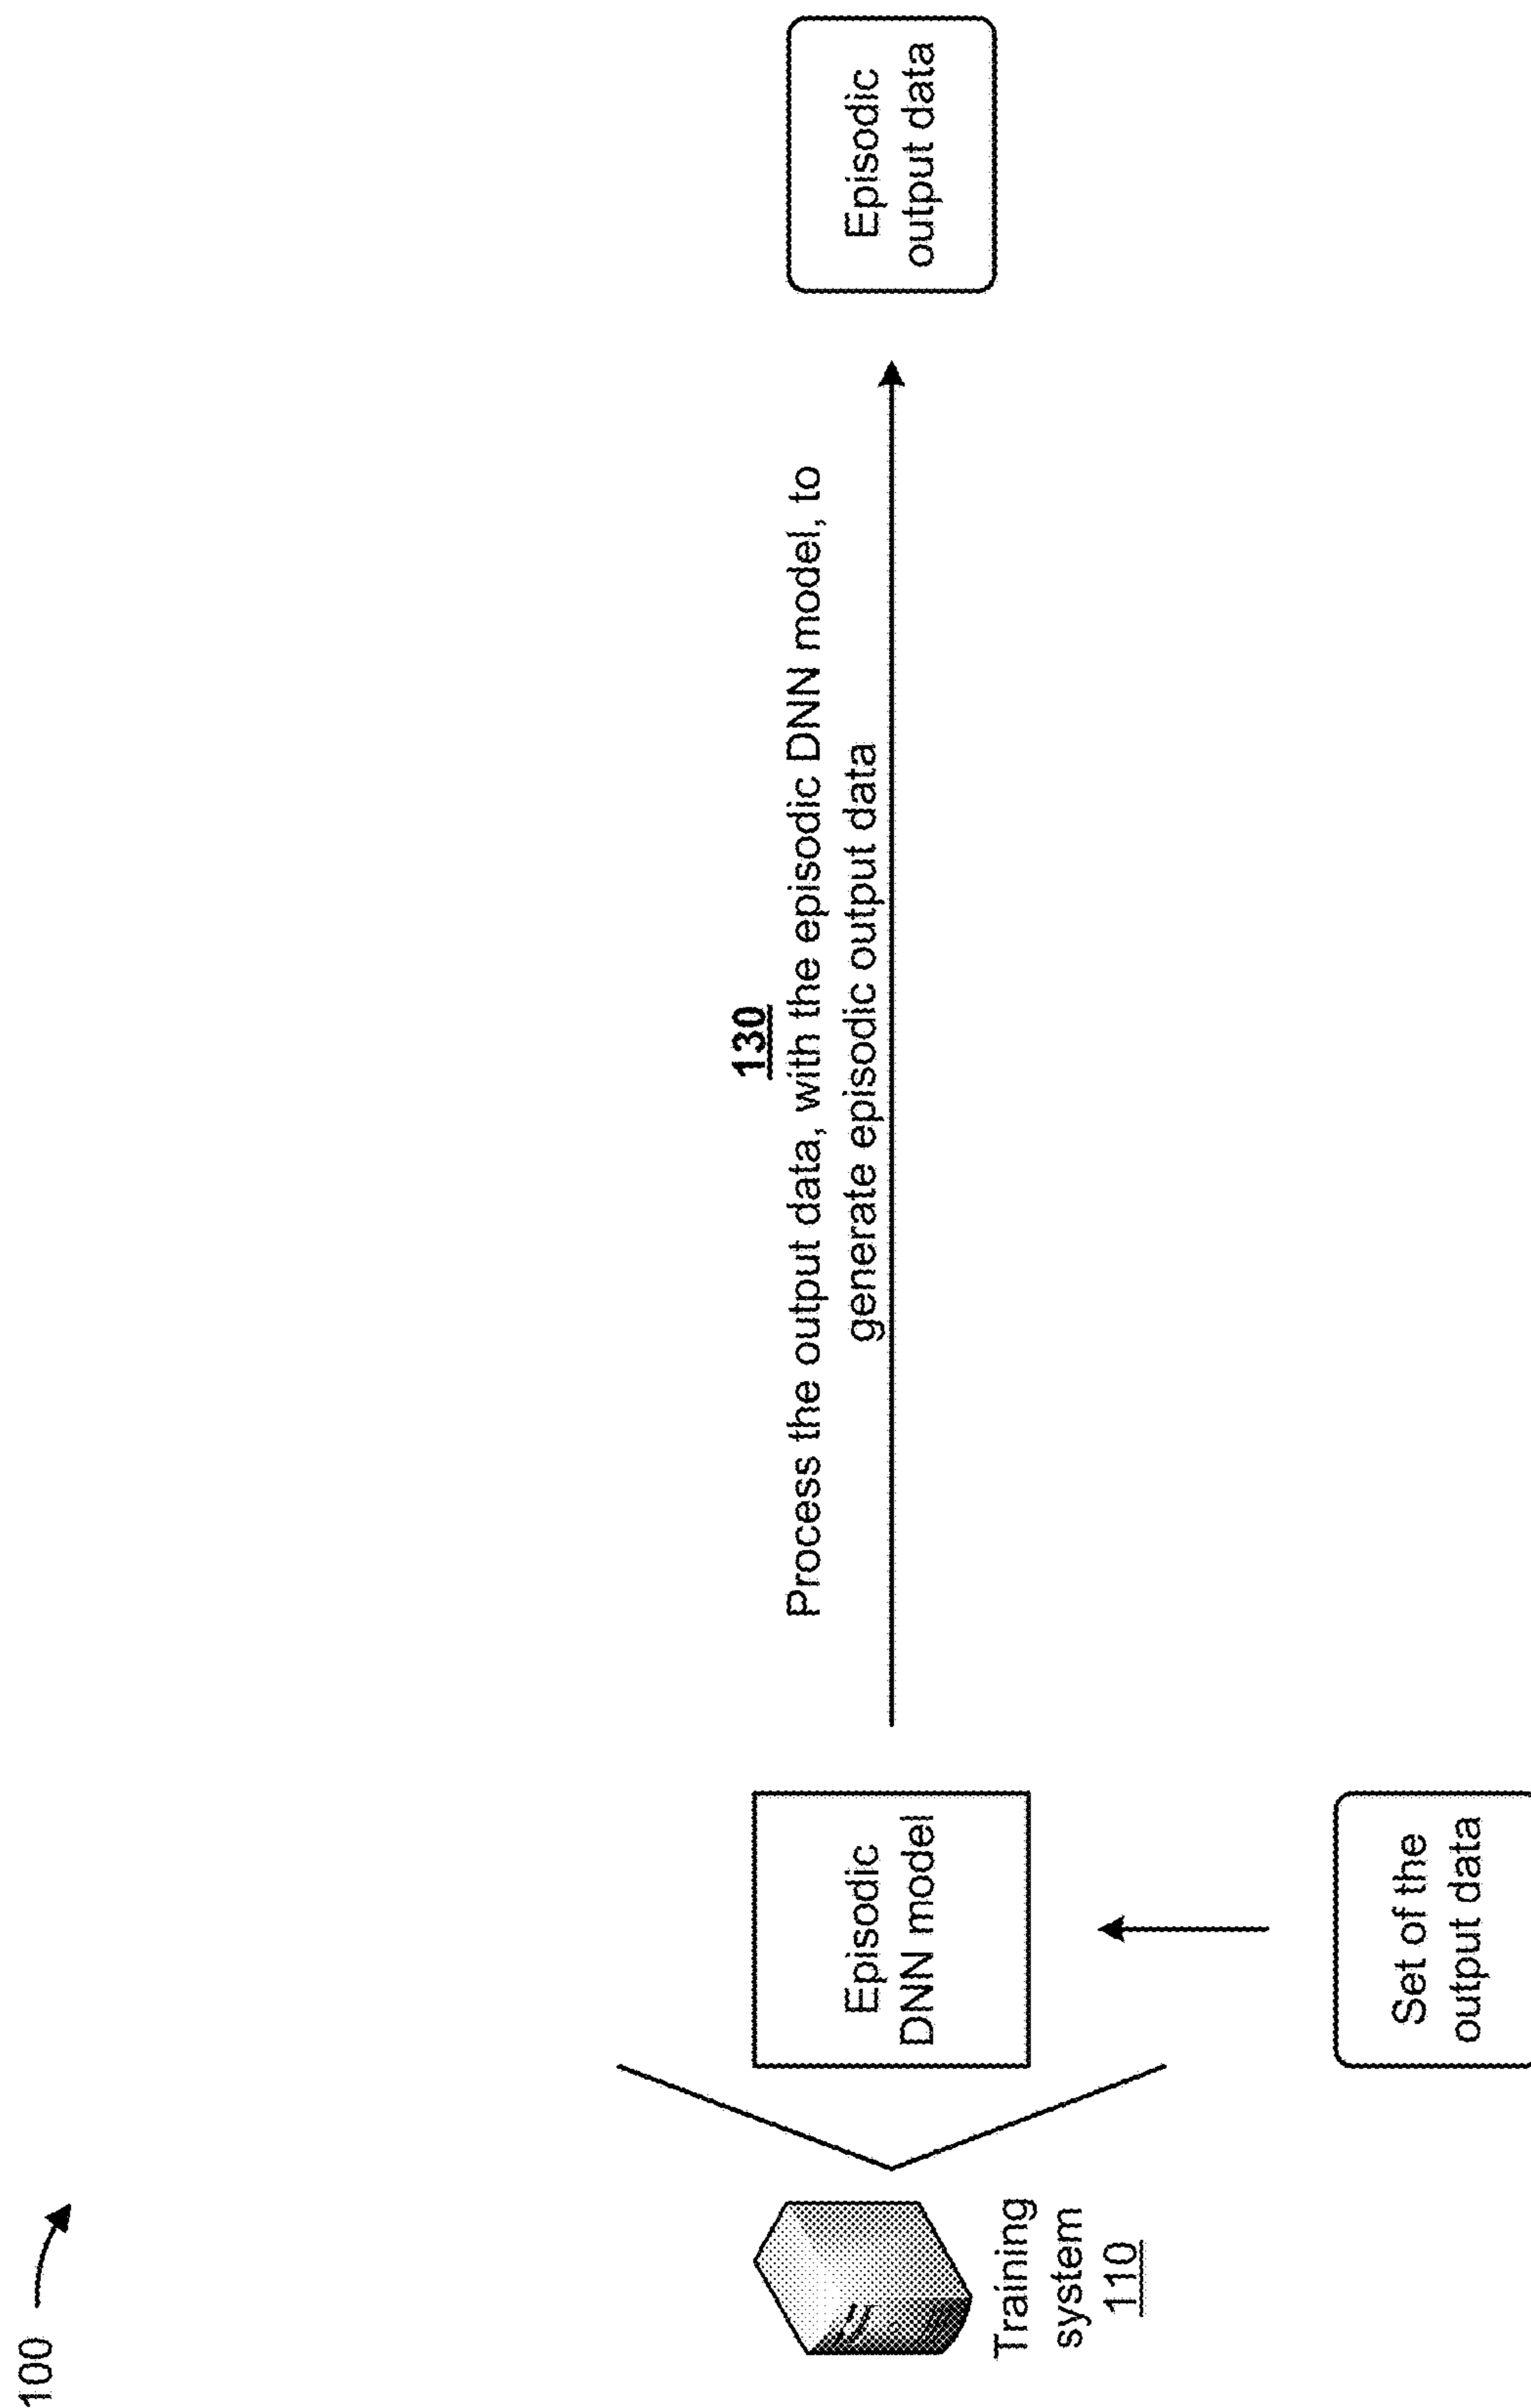 100
130
Process the output data, with the episodic DNN model, to
generate episodic output data
Training
system
110
Episodic
DNN model
Episodic
output data
Set of the
output data